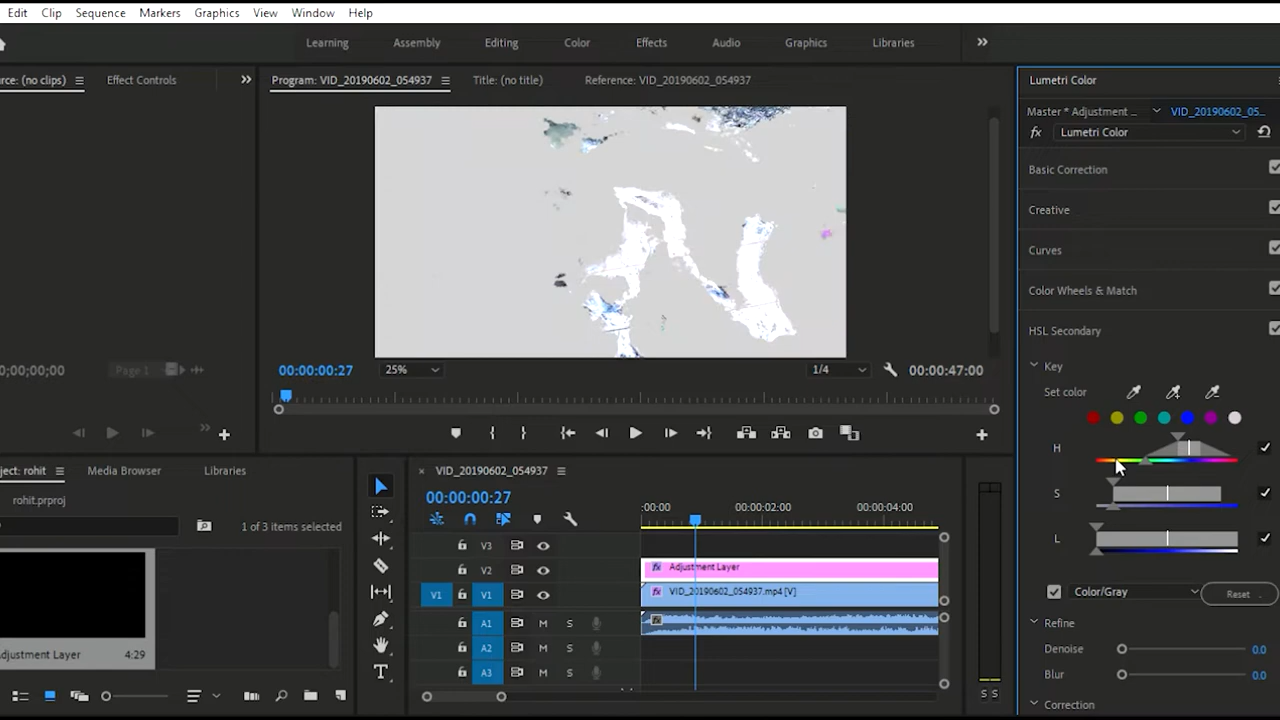 Edit Clip Sequence Markers Graphics View Window Help
Learning Assembly Editing Color Effects Audio Graphics Libraries
rce: (no clips) Effect Controls Program: VID_20190602_054937 Title: (no title) Reference: VID_20190602_054937 Lumetri Color
Master * Adjustment ... VID_20190602_05...
fx Lumetri Color
Basic Correction
Creative
Curves
Color Wheels & Match
HSL Secondary
Key
0;00;00;00 Page 1 00:00:00:27 25% 1/4 00:00:47:00
Set color
H
S
L
ject: rohit Media Browser Libraries × VID_20190602_054937
rohit.prproj
00:00:00:27 :00:00 00:00:02:00 00:00:04:00
1 of 3 items selected
V3
V2 fx Adjustment Layer
V1 V1 fx VID_20190602_054937.mp4 [V]
A1 M S fx
A2 M S
A3 M S
S S
djustment Layer 4:29
T
Color/Gray Reset
Refine
Denoise 0.0
Blur 0.0
Correction